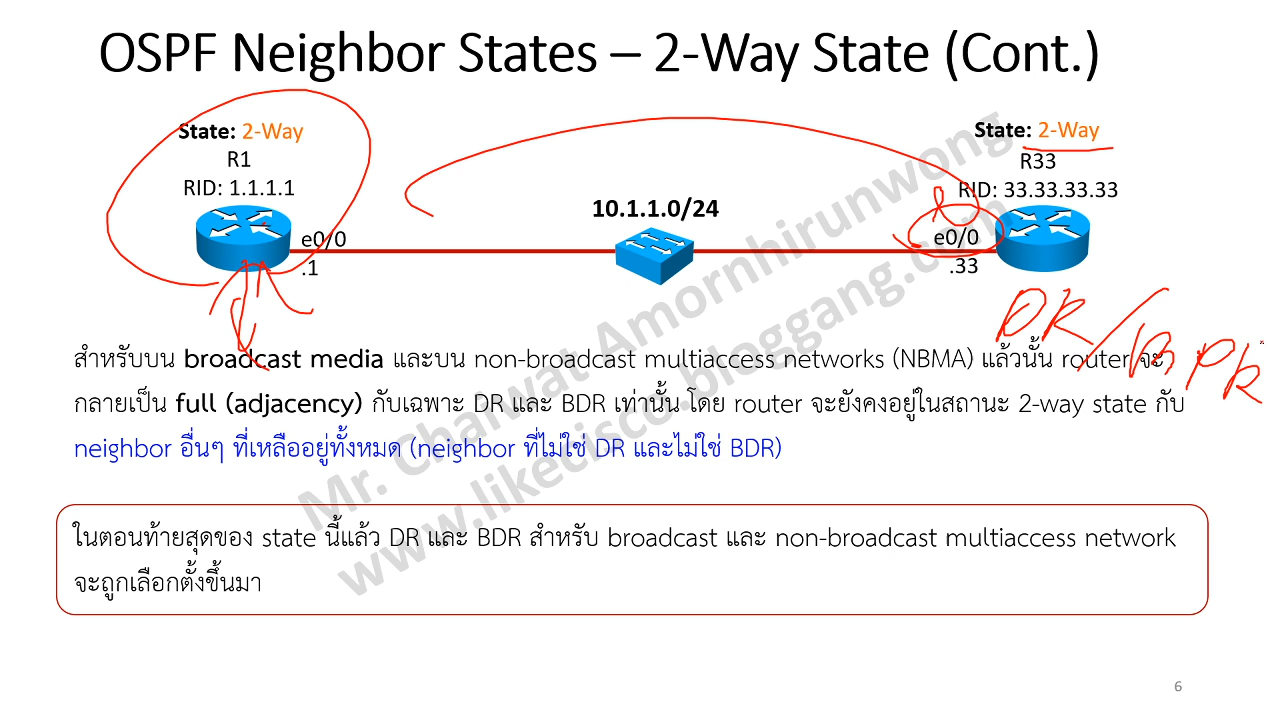 OSPF Neighbor States – 2-Way State (Cont.)
State: 2-Way
R1
RID: 1.1.1.1
e0/0
.1
10.1.1.0/24
State: 2-Way
R33
RID: 33.33.33.33
e0/0
.33
DR/BDR
สำหรับบน broadcast media และบน non-broadcast multiaccess networks (NBMA) แล้วนั้น router จะ
กลายเป็น full (adjacency) กับเฉพาะ DR และ BDR เท่านั้น โดย router จะยังคงอยู่ในสถานะ 2-way state กับ
neighbor อื่นๆ ที่เหลืออยู่ทั้งหมด (neighbor ที่ไม่ใช่ DR และไม่ใช่ BDR)
ในตอนท้ายสุดของ state นี้แล้ว DR และ BDR สำหรับ broadcast และ non-broadcast multiaccess network
จะถูกเลือกตั้งขึ้นมา
Mr. Chaiwat Amornhirunwong
www.likecisco.bloggang.com
6